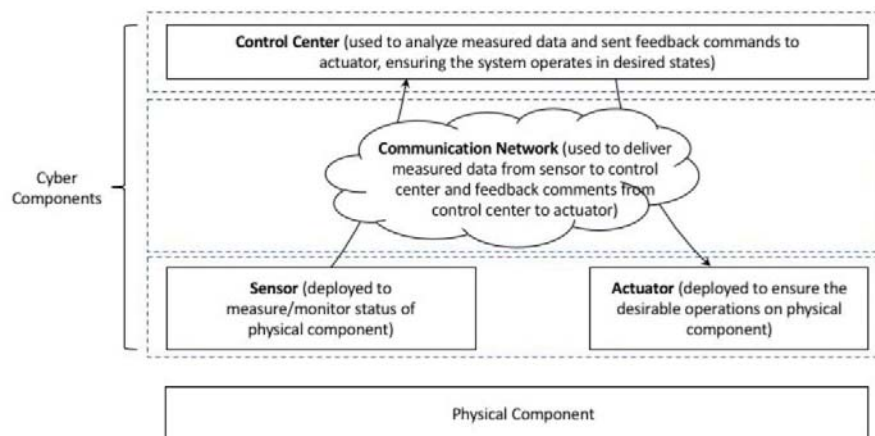 Control Center (used to analyze measured data and sent feedback commands to
actuator, ensuring the system operates in desired states)
Communication Network (used to deliver
measured data from sensor to control
center and feedback comments from
control center to actuator)
Cyber
Components
Sensor (deployed to
measure/monitor status of
physical component)
Actuator (deployed to ensure the
desirable operations on physical
component)
Physical Component